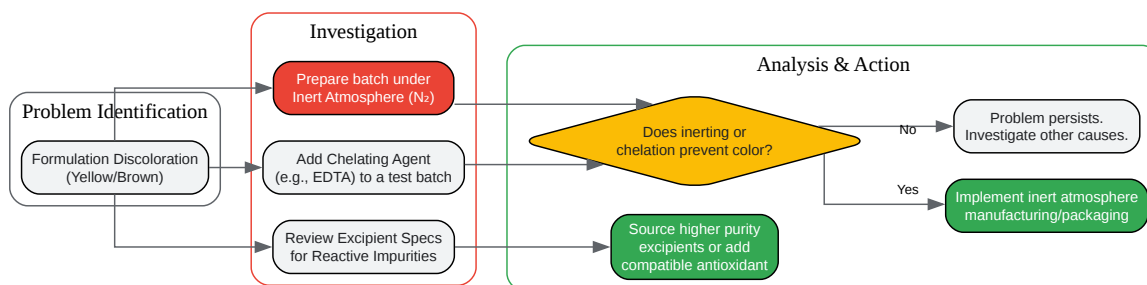 Problem Identification
Formulation Discoloration
(Yellow/Brown)
Investigation
Prepare batch under
Inert Atmosphere (N₂)
Add Chelating Agent
(e.g., EDTA) to a test batch
Review Excipient Specs
for Reactive Impurities
Analysis & Action
Does inerting or
chelation prevent color?
No
Problem persists.
Investigate other causes.
Yes
Implement inert atmosphere
manufacturing/packaging
Source higher purity
excipients or add
compatible antioxidant